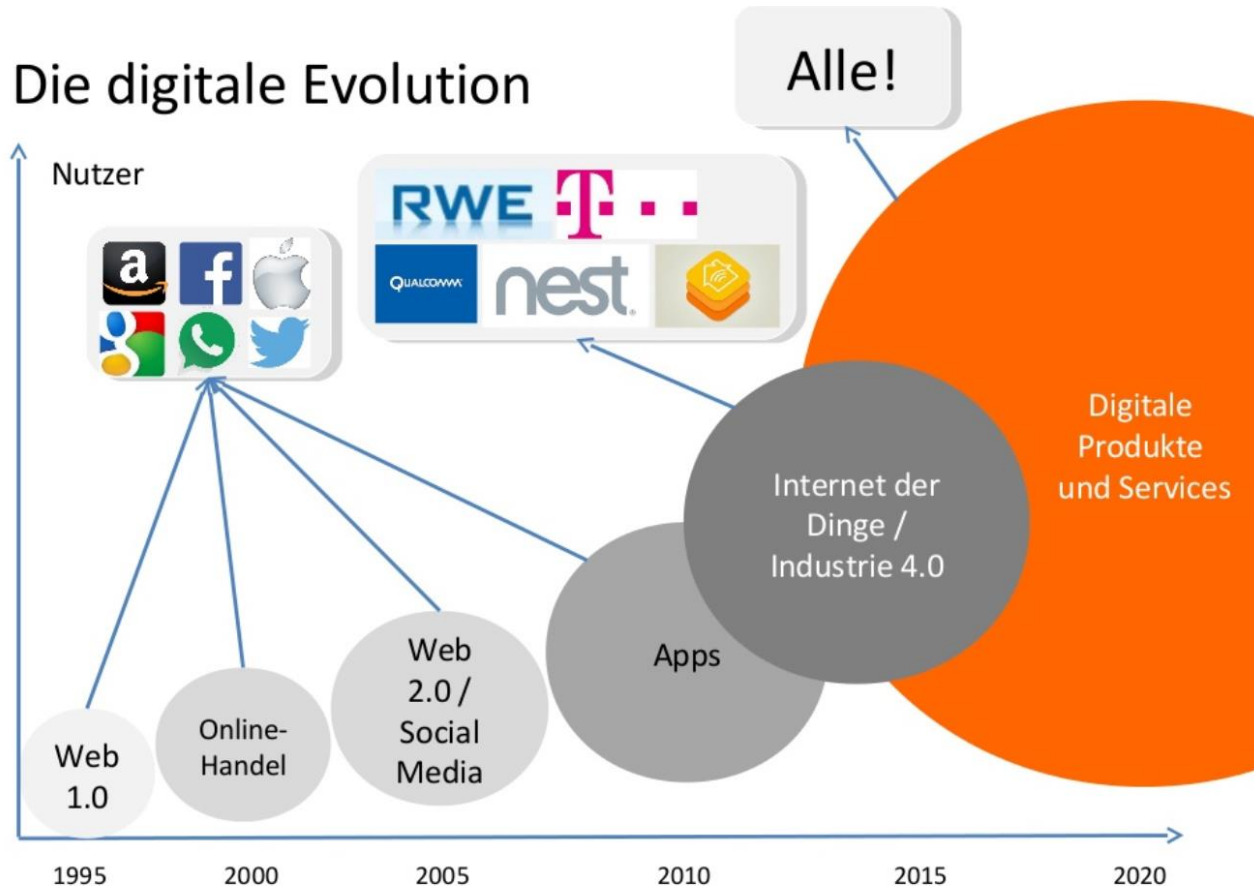 Die digitale Evolution
Alle!
Nutzer
RWE
T
a
f
QUALCOMM
nest
g
Digitale
Produkte
und Services
Internet der
Dinge /
Industrie 4.0
Apps
Web
2.0 /
Social
Media
Online-
Handel
Web
1.0
1995
2000
2005
2010
2015
2020